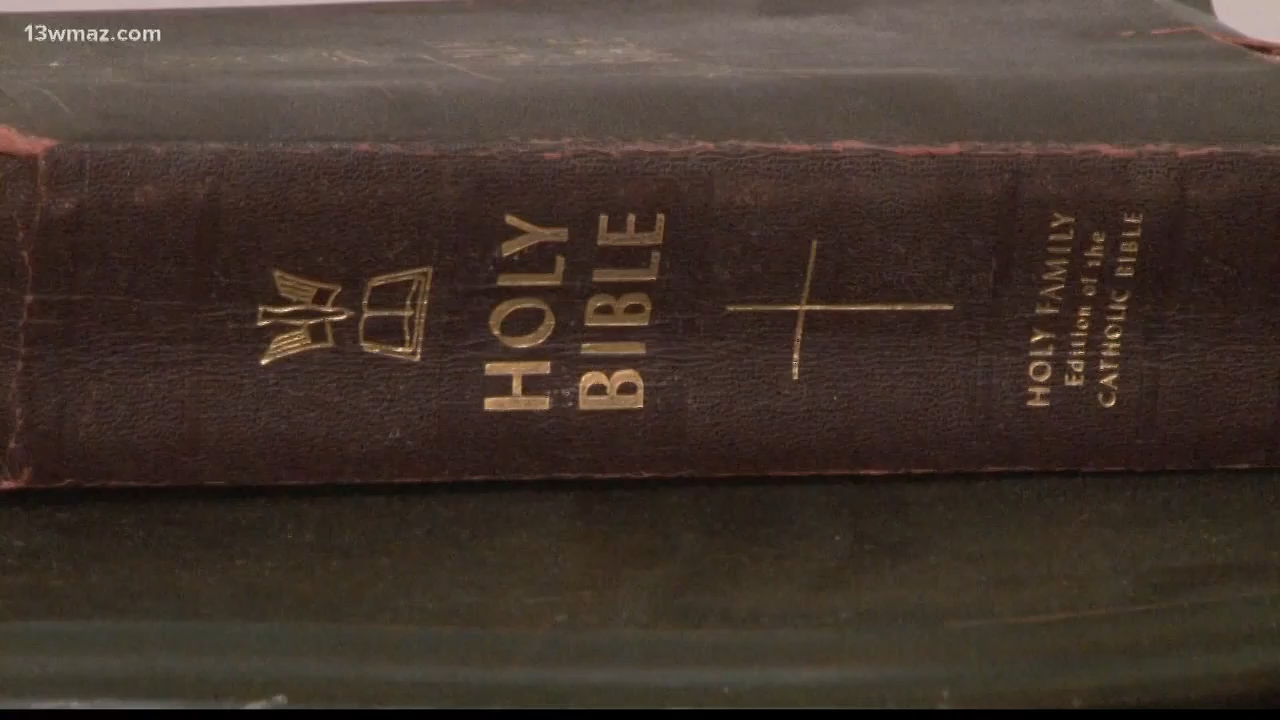 13wmaz.com
HOLY
BIBLE
HOLY FAMILY
Edition of the
CATHOLIC BIBLE